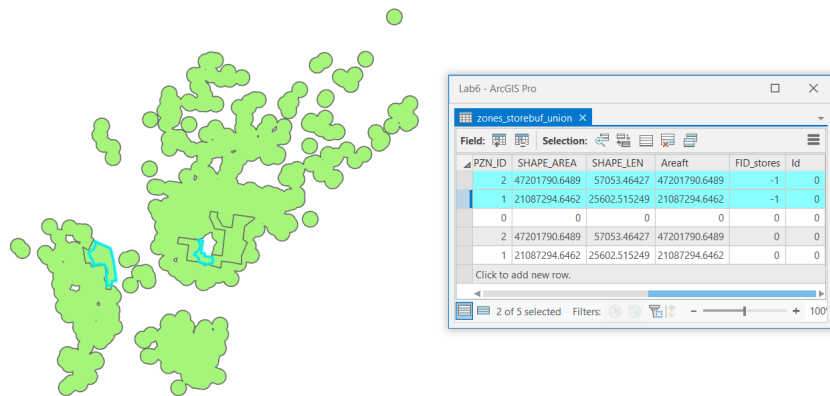 Lab6 - ArcGIS Pro
zones_storebuf_union
Field: Selection:
PZN_ID SHAPE_AREA SHAPE_LEN Areaft FID_stores Id
2 47201790.6489 57053.46427 47201790.6489 -1 0
1 21087294.6462 25602.515249 21087294.6462 -1 0
0 0 0 0 0 0
2 47201790.6489 57053.46427 47201790.6489 0 0
1 21087294.6462 25602.515249 21087294.6462 0 0
Click to add new row.
2 of 5 selected Filters: - + 100%